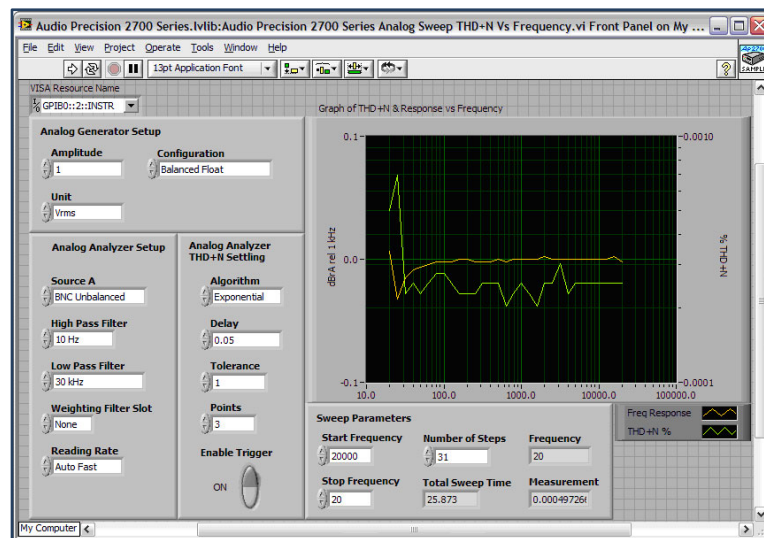 Audio Precision 2700 Series.lvlib:Audio Precision 2700 Series Analog Sweep THD+N Vs Frequency.vi Front Panel on My ...
File Edit View Project Operate Tools Window Help
13pt Application Font
?
Ap2700
SAMPLE
VISA Resource Name
GPIB0::2::INSTR
Analog Generator Setup
Amplitude Configuration
1 Balanced Float
Unit
Vrms
Analog Analyzer Setup
Source A
BNC Unbalanced
High Pass Filter
10 Hz
Low Pass Filter
30 kHz
Weighting Filter Slot
None
Reading Rate
Auto Fast
Analog Analyzer
THD+N Settling
Algorithm
Exponential
Delay
0.05
Tolerance
1
Points
3
Enable Trigger
ON
Graph of THD+N & Response vs Frequency
0.1
0.0
-0.1
dBrA rel 1 kHz
10.0 100.0 1000.0 10000.0 100000.0
0.0010
0.0001
% THD+N
Freq Response
THD+N %
Sweep Parameters
Start Frequency Number of Steps Frequency
20000 31 20
Stop Frequency Total Sweep Time Measurement
20 25.873 0.00049726
My Computer